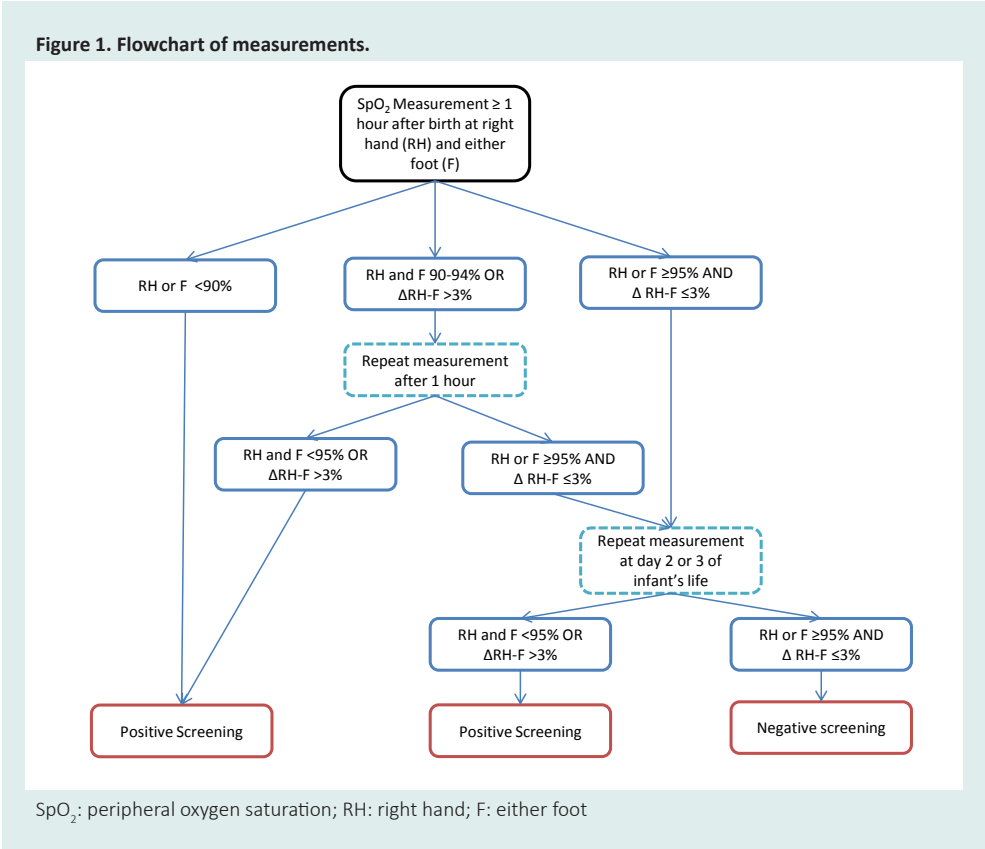 Figure 1. Flowchart of measurements.
SpO₂ Measurement ≥ 1
hour after birth at right
hand (RH) and either
foot (F)
RH or F <90%
RH and F 90-94% OR
ΔRH-F >3%
RH or F ≥95% AND
Δ RH-F ≤3%
Repeat measurement
after 1 hour
RH and F <95% OR
ΔRH-F >3%
RH or F ≥95% AND
Δ RH-F ≤3%
Repeat measurement
at day 2 or 3 of
infant’s life
RH and F <95% OR
ΔRH-F >3%
RH or F ≥95% AND
Δ RH-F ≤3%
Positive Screening
Positive Screening
Negative screening
SpO₂: peripheral oxygen saturation; RH: right hand; F: either foot